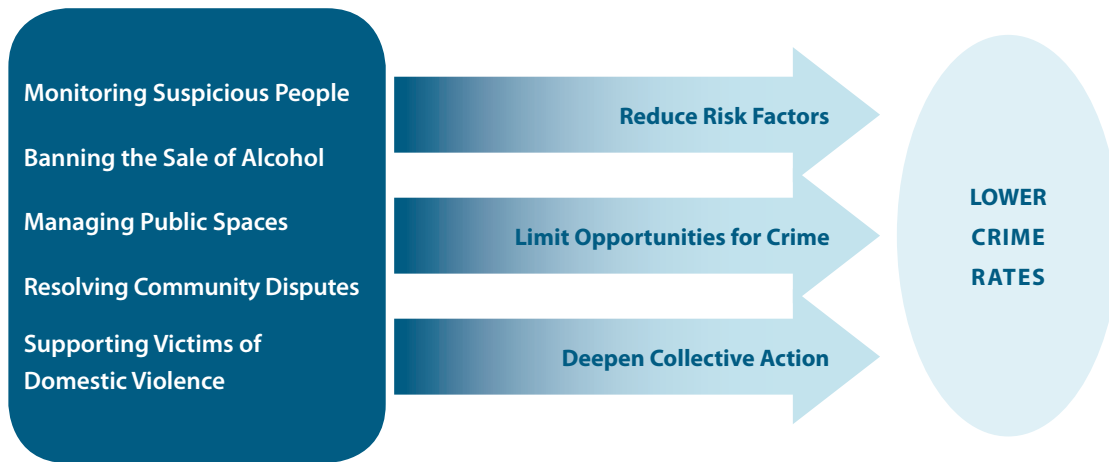 Monitoring Suspicious People
Banning the Sale of Alcohol
Managing Public Spaces
Resolving Community Disputes
Supporting Victims of
Domestic Violence
Reduce Risk Factors
Limit Opportunities for Crime
Deepen Collective Action
LOWER
CRIME
RATES